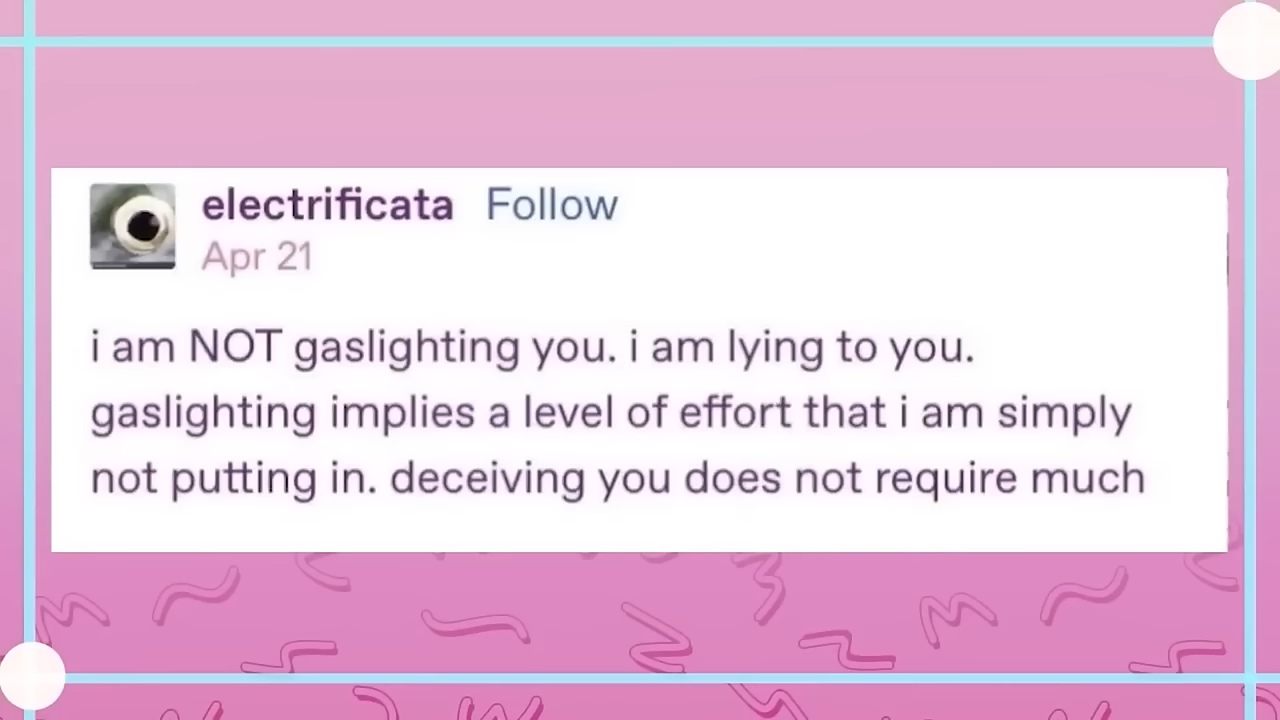 electrificata Follow
Apr 21
i am NOT gaslighting you. i am lying to you.
gaslighting implies a level of effort that i am simply
not putting in. deceiving you does not require much